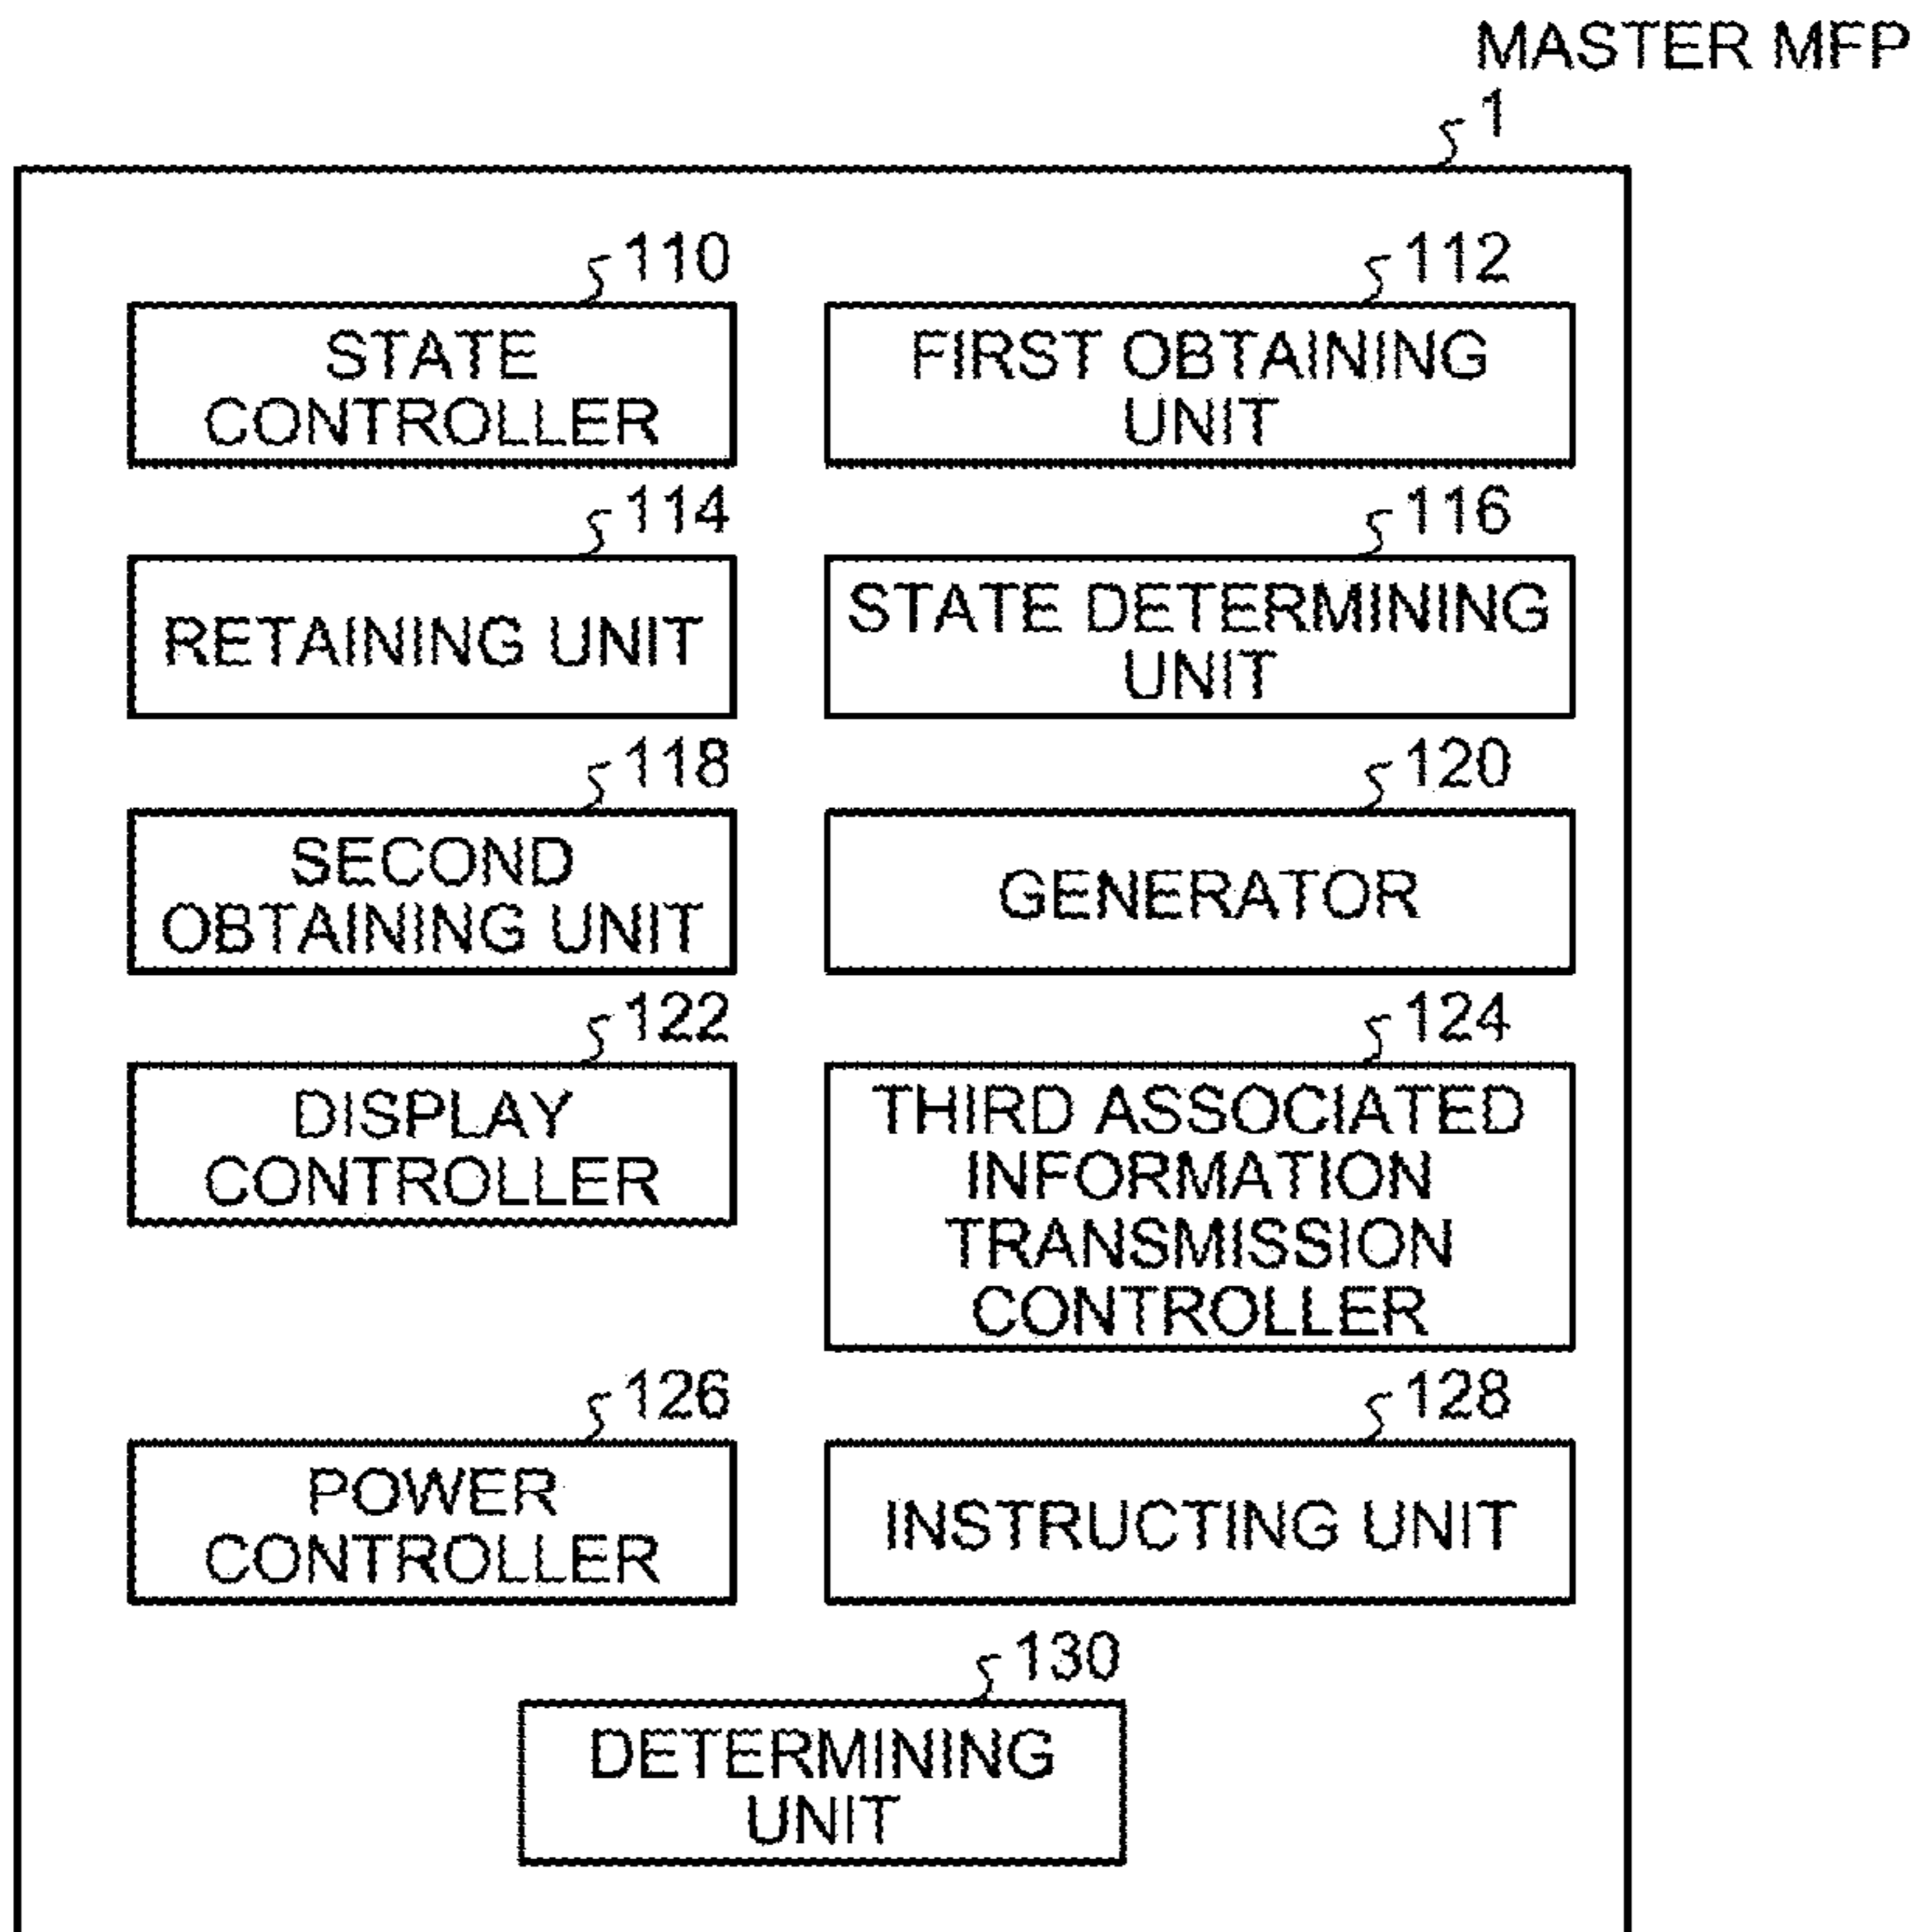 MASTER MFP
1
110
STATE
CONTROLLER
112
FIRST OBTAINING
UNIT
114
RETAINING UNIT
116
STATE DETERMINING
UNIT
118
SECOND
OBTAINING UNIT
120
GENERATOR
122
DISPLAY
CONTROLLER
124
THIRD ASSOCIATED
INFORMATION
TRANSMISSION
CONTROLLER
126
POWER
CONTROLLER
128
INSTRUCTING UNIT
130
DETERMINING
UNIT